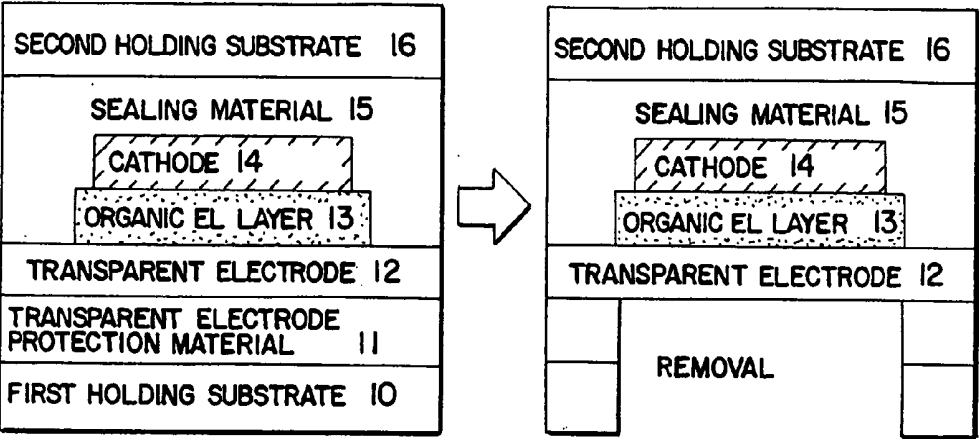 SECOND HOLDING SUBSTRATE 16
SEALING MATERIAL 15
CATHODE 14
ORGANIC EL LAYER 13
TRANSPARENT ELECTRODE 12
TRANSPARENT ELECTRODE
PROTECTION MATERIAL 11
FIRST HOLDING SUBSTRATE 10
SECOND HOLDING SUBSTRATE 16
SEALING MATERIAL 15
CATHODE 14
ORGANIC EL LAYER 13
TRANSPARENT ELECTRODE 12
REMOVAL